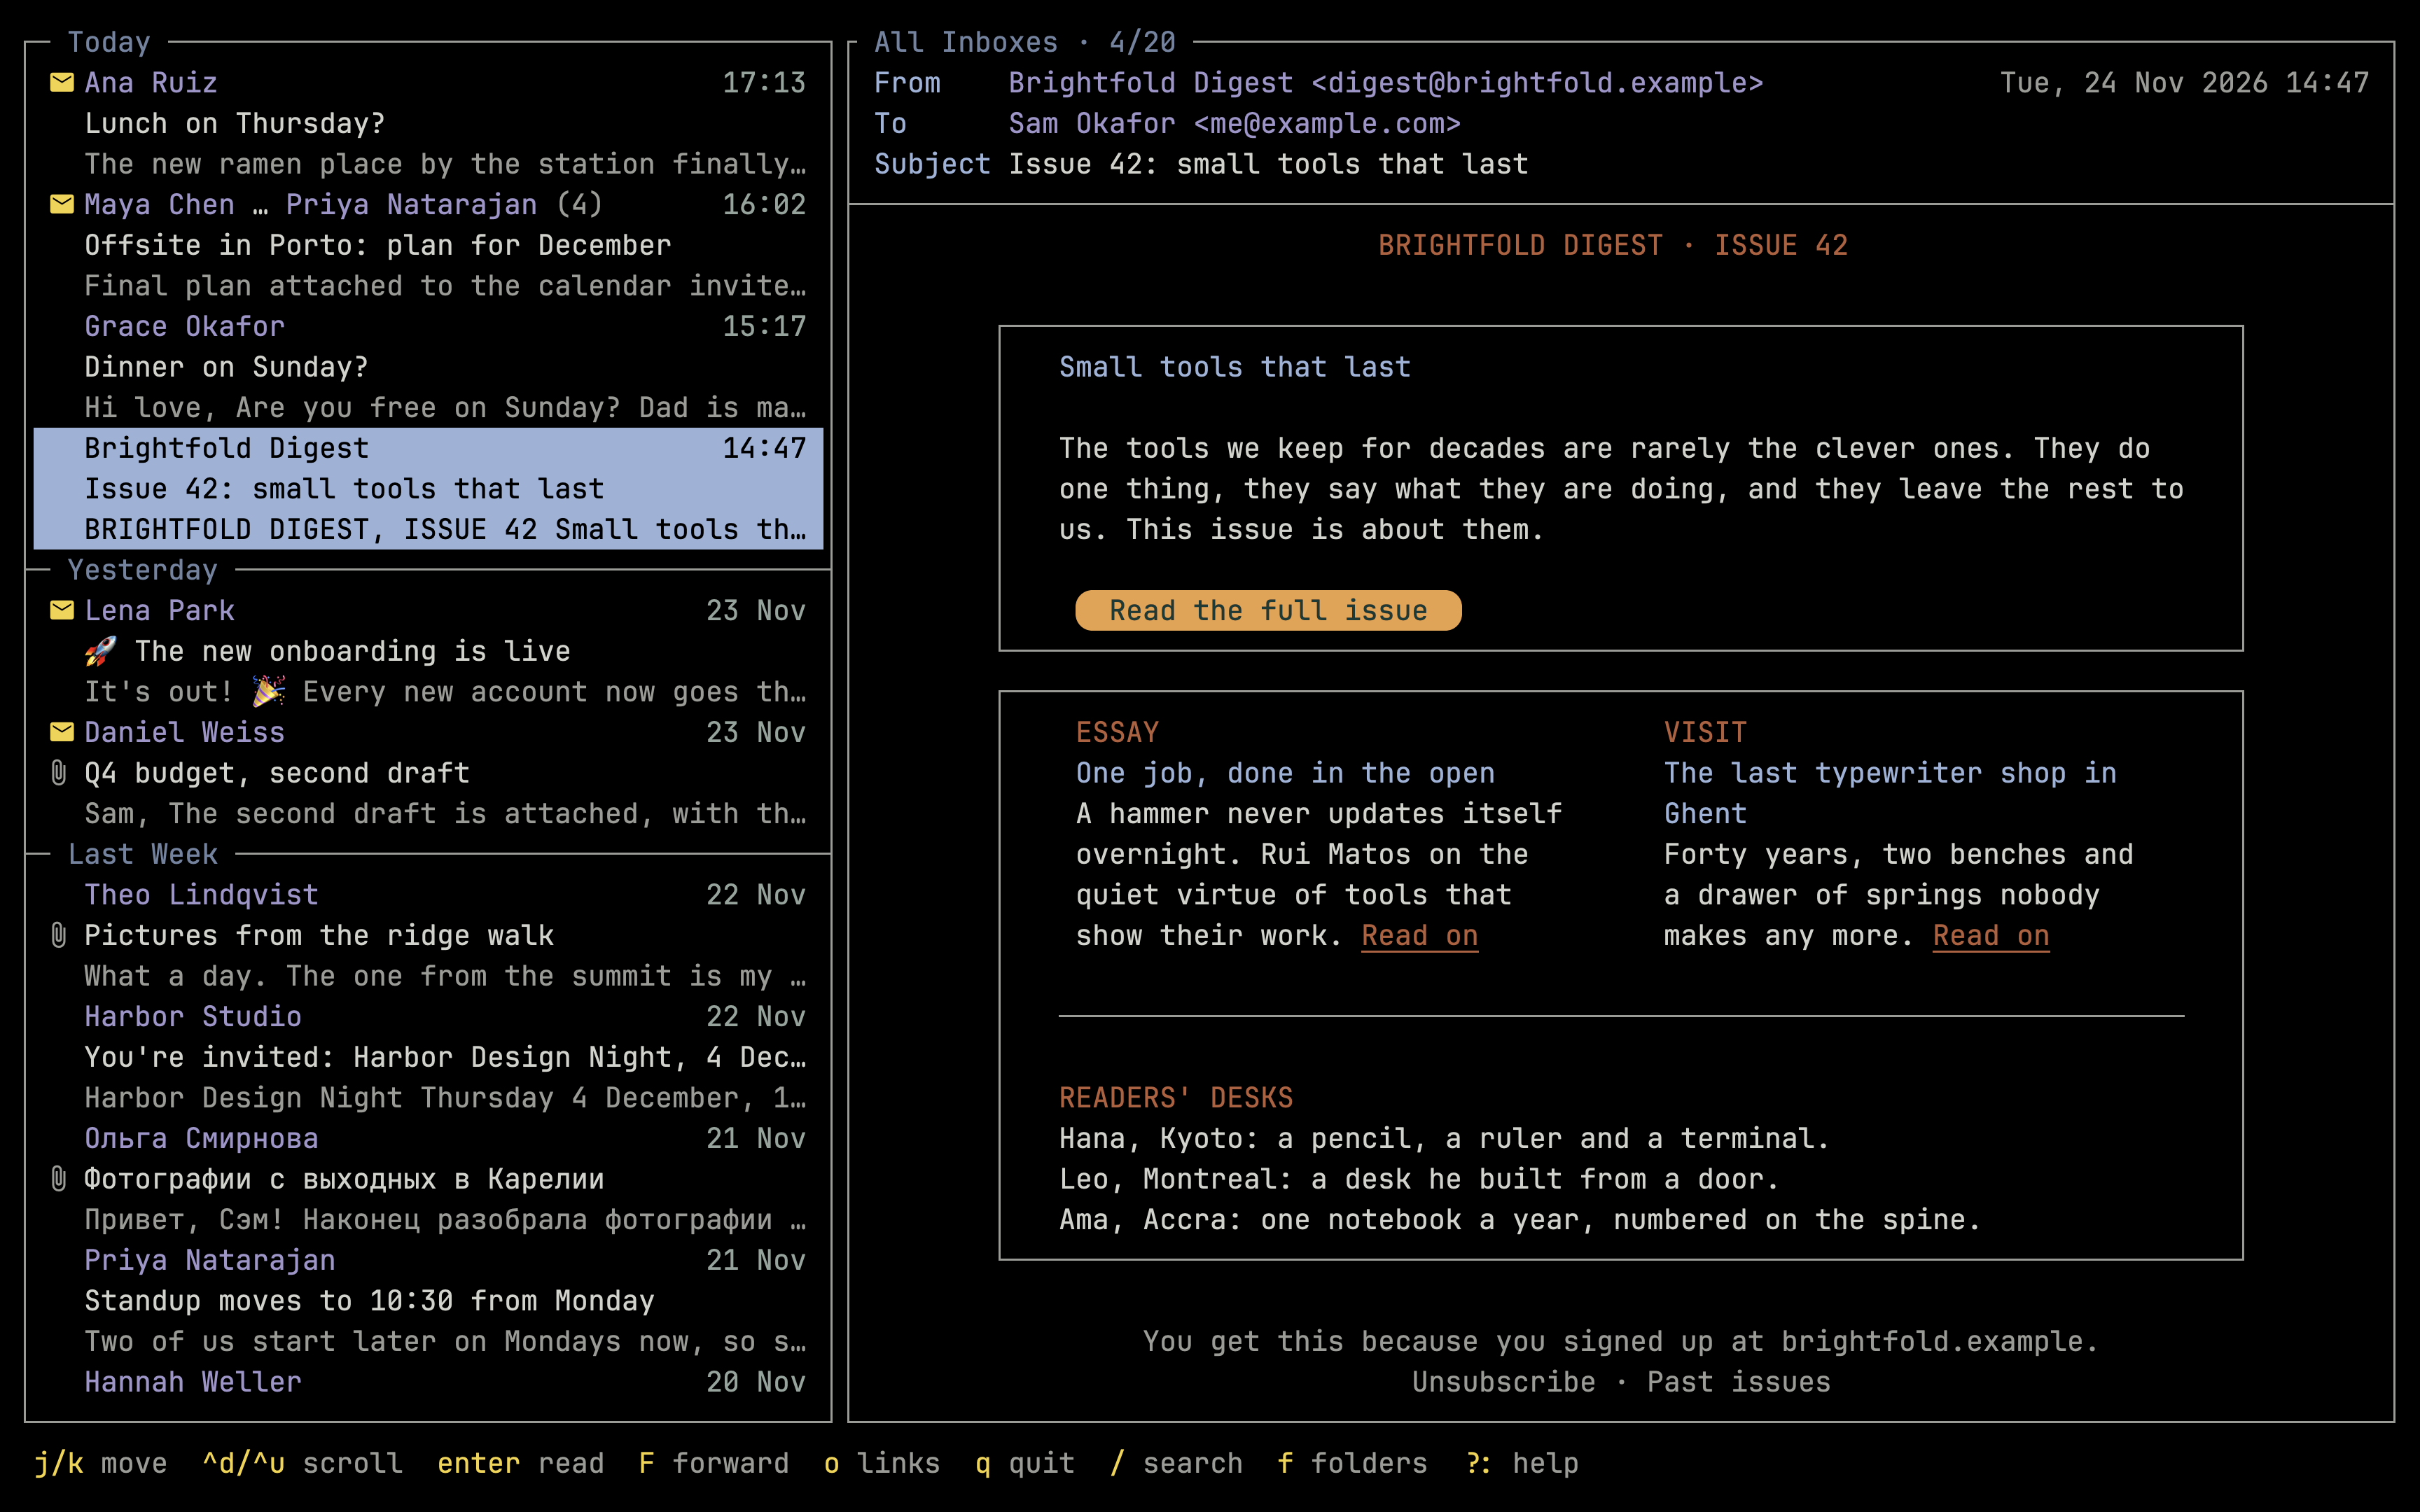 Today
Ana Ruiz 17:13
Lunch on Thursday?
The new ramen place by the station finally…
Maya Chen … Priya Natarajan (4) 16:02
Offsite in Porto: plan for December
Final plan attached to the calendar invite…
Grace Okafor 15:17
Dinner on Sunday?
Hi love, Are you free on Sunday? Dad is ma…
Brightfold Digest 14:47
Issue 42: small tools that last
BRIGHTFOLD DIGEST, ISSUE 42 Small tools th…
Yesterday
Lena Park 23 Nov
🚀 The new onboarding is live
It's out! 🎉 Every new account now goes th…
Daniel Weiss 23 Nov
Q4 budget, second draft
Sam, The second draft is attached, with th…
Last Week
Theo Lindqvist 22 Nov
Pictures from the ridge walk
What a day. The one from the summit is my …
Harbor Studio 22 Nov
You're invited: Harbor Design Night, 4 Dec…
Harbor Design Night Thursday 4 December, 1…
Ольга Смирнова 21 Nov
Фотографии с выходных в Карелии
Привет, Сэм! Наконец разобрала фотографии …
Priya Natarajan 21 Nov
Standup moves to 10:30 from Monday
Two of us start later on Mondays now, so s…
Hannah Weller 20 Nov
All Inboxes · 4/20
From Brightfold Digest <digest@brightfold.example> Tue, 24 Nov 2026 14:47
To Sam Okafor <me@example.com>
Subject Issue 42: small tools that last
BRIGHTFOLD DIGEST · ISSUE 42
Small tools that last
The tools we keep for decades are rarely the clever ones. They do
one thing, they say what they are doing, and they leave the rest to
us. This issue is about them.
Read the full issue
ESSAY
One job, done in the open
A hammer never updates itself
overnight. Rui Matos on the
quiet virtue of tools that
show their work. Read on
VISIT
The last typewriter shop in
Ghent
Forty years, two benches and
a drawer of springs nobody
makes any more. Read on
READERS' DESKS
Hana, Kyoto: a pencil, a ruler and a terminal.
Leo, Montreal: a desk he built from a door.
Ama, Accra: one notebook a year, numbered on the spine.
You get this because you signed up at brightfold.example.
Unsubscribe · Past issues
j/k move ^d/^u scroll enter read F forward o links q quit / search f folders ?: help